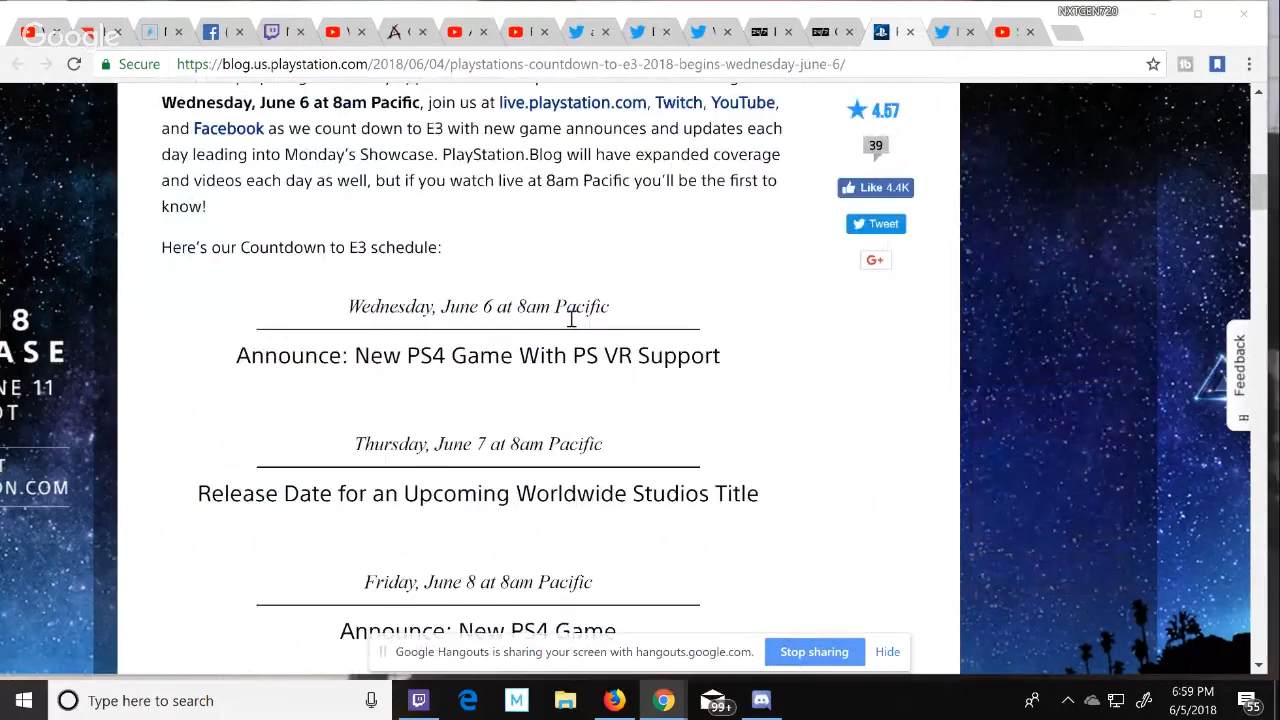 NXTGEN720
Google
Secure
https://blog.us.playstation.com/2018/06/04/playstations-countdown-to-e3-2018-begins-wednesday-june-6/
Wednesday, June 6 at 8am Pacific, join us at live.playstation.com, Twitch, YouTube,
and Facebook as we count down to E3 with new game announces and updates each
day leading into Monday's Showcase. PlayStation.Blog will have expanded coverage
and videos each day as well, but if you watch live at 8am Pacific you'll be the first to
know!
4.57
39
Like 4.4K
Tweet
G+
Here's our Countdown to E3 schedule:
Wednesday, June 6 at 8am Pacific
Announce: New PS4 Game With PS VR Support
Thursday, June 7 at 8am Pacific
Release Date for an Upcoming Worldwide Studios Title
Friday, June 8 at 8am Pacific
Announce: New PS4 Game
Feedback
Google Hangouts is sharing your screen with hangouts.google.com.
Stop sharing
Hide
Type here to search
99+
6:59 PM
6/5/2018
55